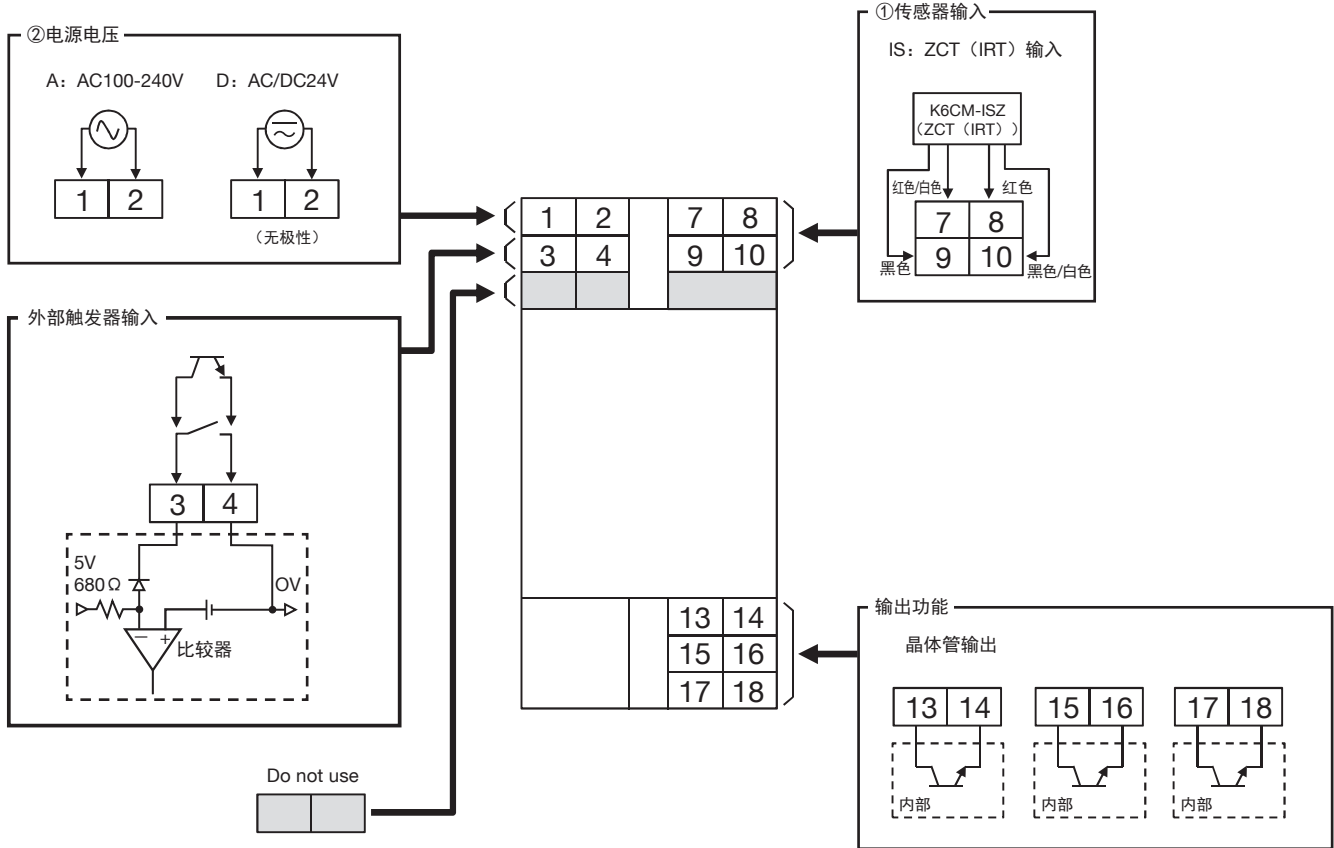 ②电源电压
A：AC100-240V D：AC/DC24V
1 2
1 2
（无极性）
①传感器输入
IS：ZCT（IRT）输入
K6CM-ISZ
（ZCT（IRT））
红色/白色
红色
7 8
9 10
黑色
黑色/白色
1 2 7 8
3 4 9 10
外部触发器输入
3 4
5V
680Ω
OV
− +
比较器
13 14
15 16
17 18
输出功能
晶体管输出
13 14
15 16
17 18
内部
内部
内部
Do not use